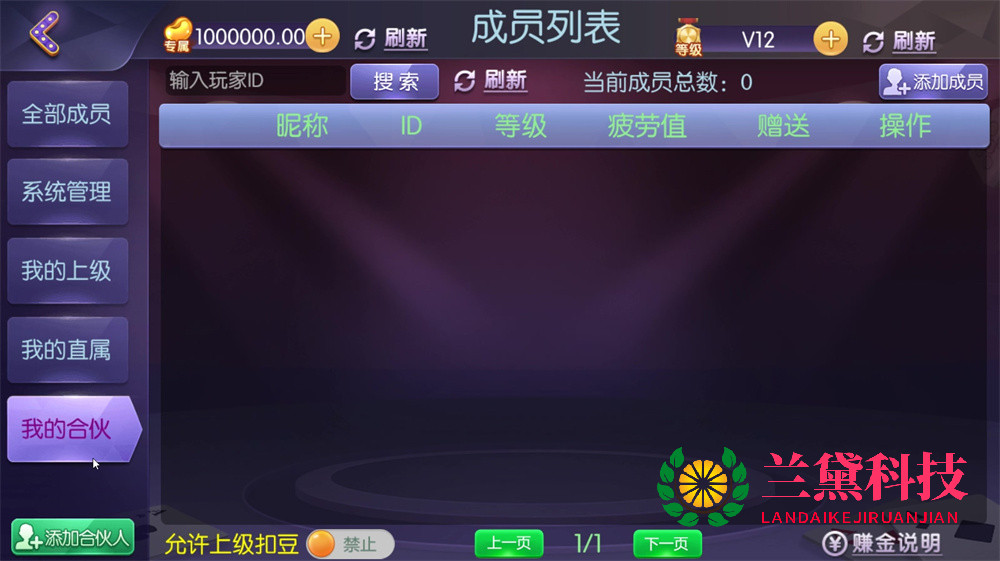 专属 1000000.00 刷新 成员列表 等级 V12 刷新
输入玩家ID 搜索 刷新 当前成员总数：0 添加成员
昵称 ID 等级 疲劳值 赠送 操作
全部成员
系统管理
我的上级
我的直属
我的合伙
兰黛科技
LANDAIKEJIRUANJIAN
添加合伙人 允许上级扣豆 禁止 上一页 1/1 下一页 赚金说明